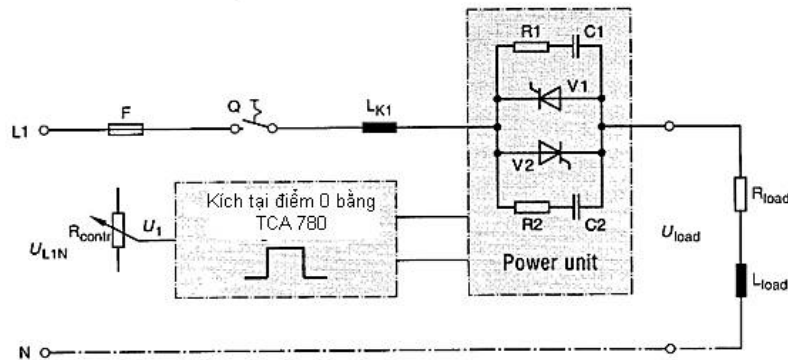 R1 C1
V1
F
Q
L1
LK1
V2
Kích tại điểm 0 bằng
TCA 780
Rcontr
U1
UL1N
R2 C2
Power unit
Uload
Rload
Lload
N